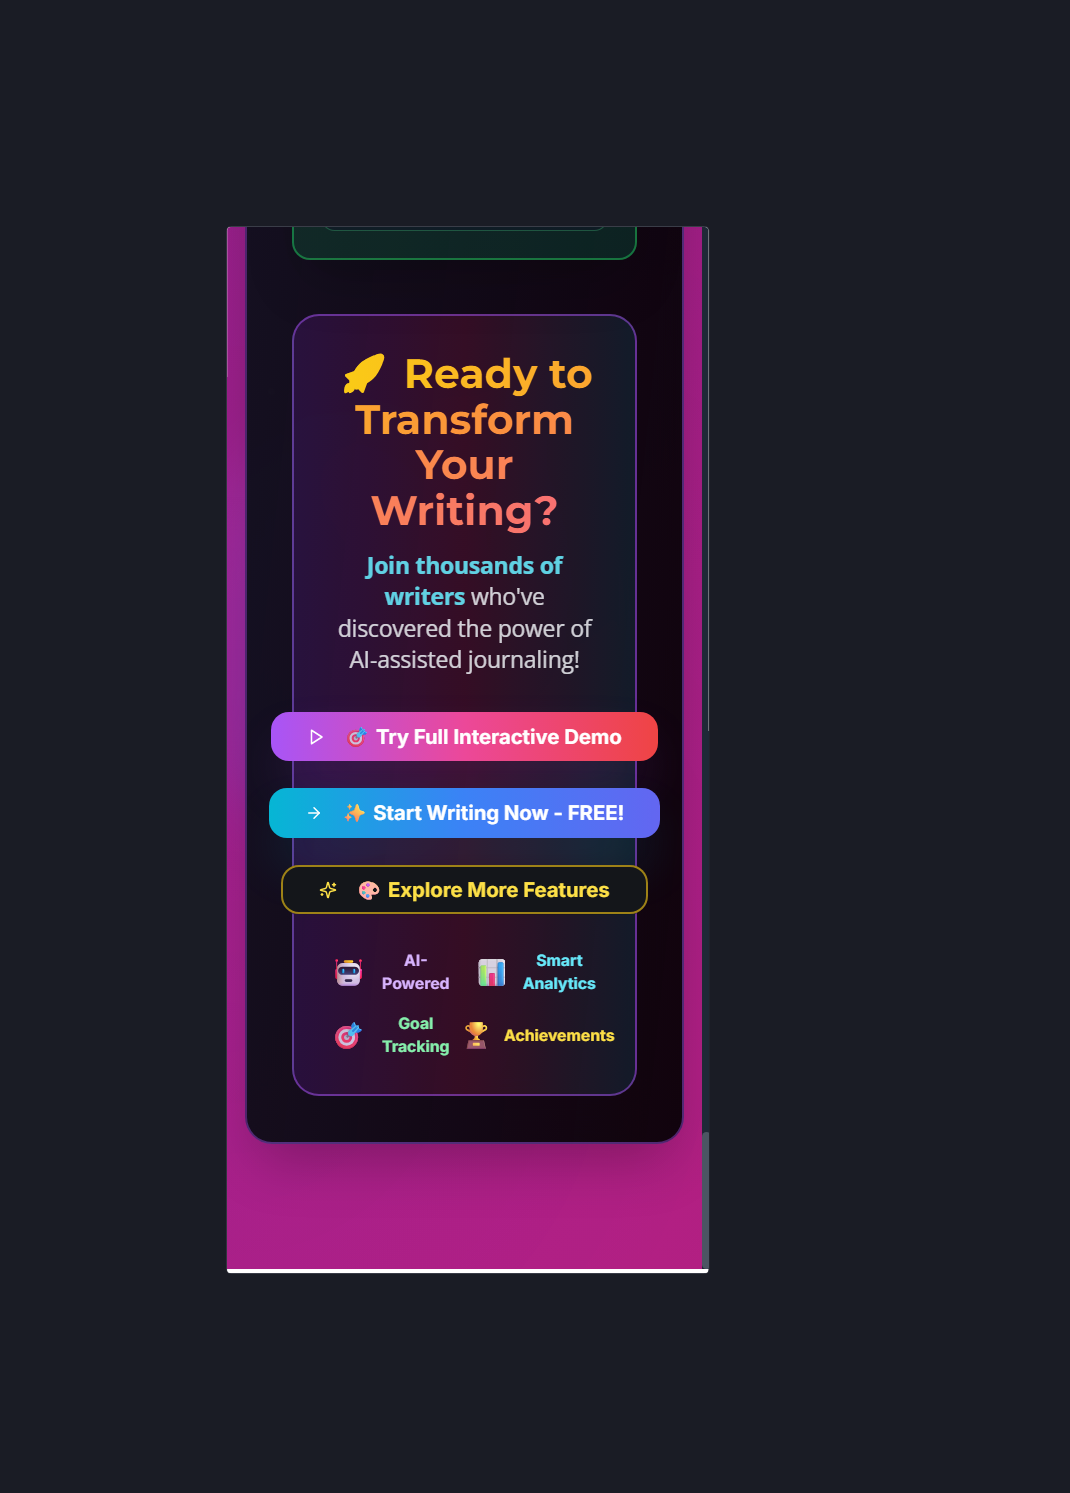 Ready to
Transform
Your
Writing?
Join thousands of
writers who've
discovered the power of
AI-assisted journaling!
Try Full Interactive Demo
Start Writing Now - FREE!
Explore More Features
AI-
Powered
Smart
Analytics
Goal
Tracking
Achievements